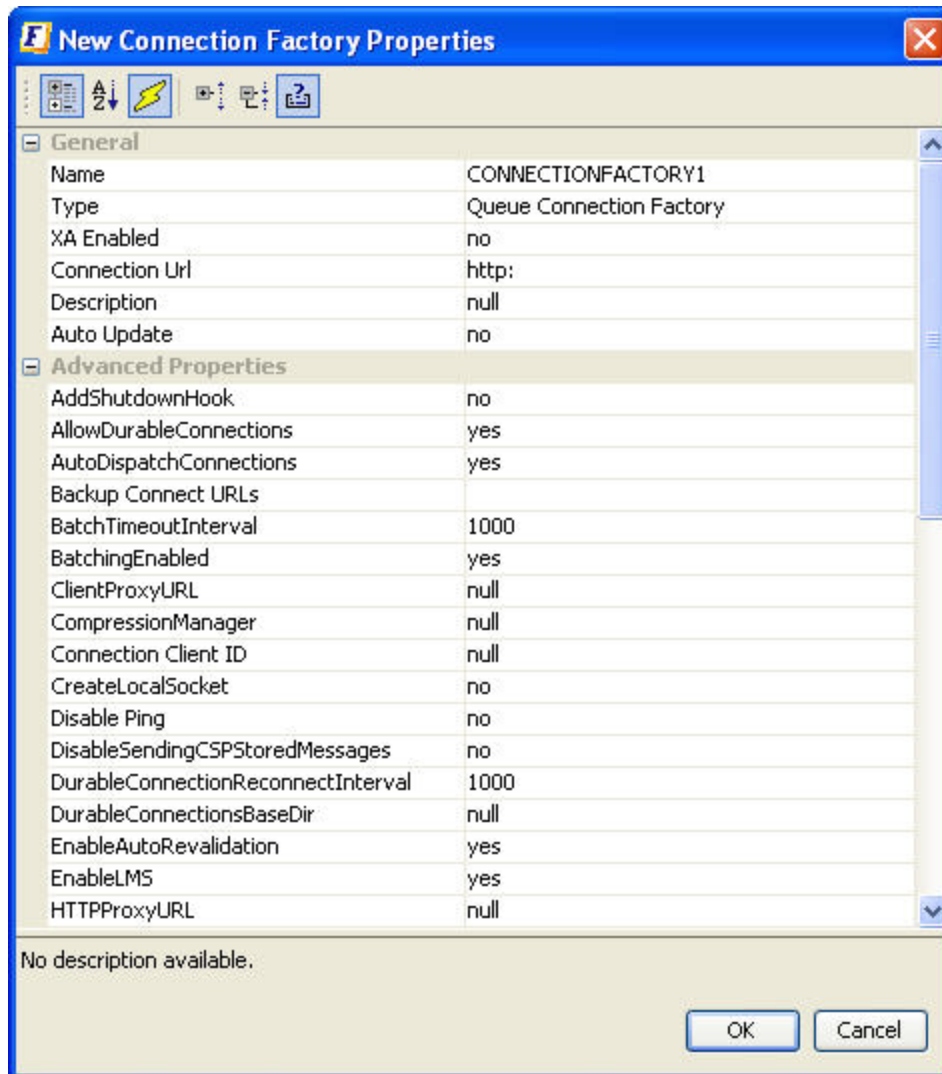 New Connection Factory Properties
General
Name CONNECTIONFACTORY1
Type Queue Connection Factory
XA Enabled no
Connection Url http:
Description null
Auto Update no
Advanced Properties
AddShutdownHook no
AllowDurableConnections yes
AutoDispatchConnections yes
Backup Connect URLs
BatchTimeoutInterval 1000
BatchingEnabled yes
ClientProxyURL null
CompressionManager null
Connection Client ID null
CreateLocalSocket no
Disable Ping no
DisableSendingCSPStoredMessages no
DurableConnectionReconnectInterval 1000
DurableConnectionsBaseDir null
EnableAutoRevalidation yes
EnableLMS yes
HTTPProxyURL null
No description available.
OK Cancel